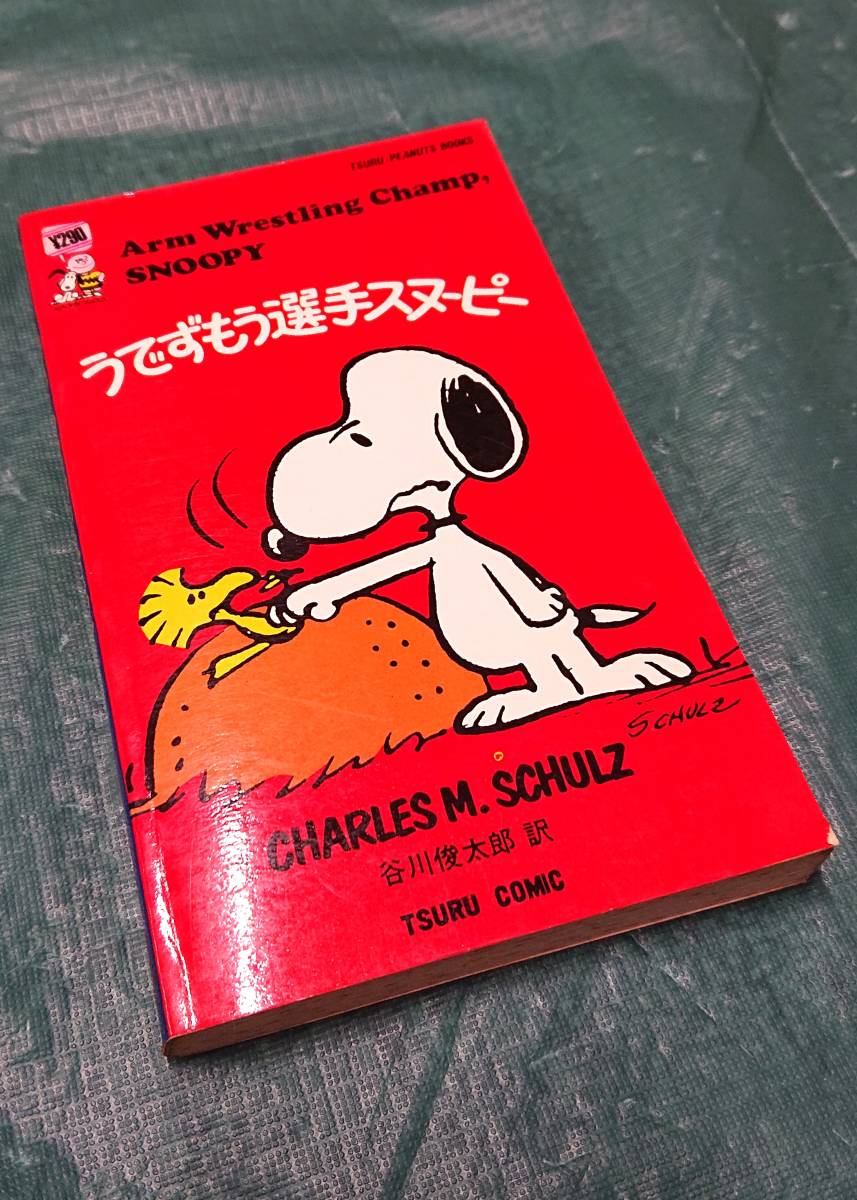 TSURU PEANUTS BOOKS
¥290
Arm Wrestling Champ,
SNOOPY
うでずもう選手スヌーピー
SCHULZ
CHARLES M. SCHULZ
谷川俊太郎 訳
TSURU COMIC